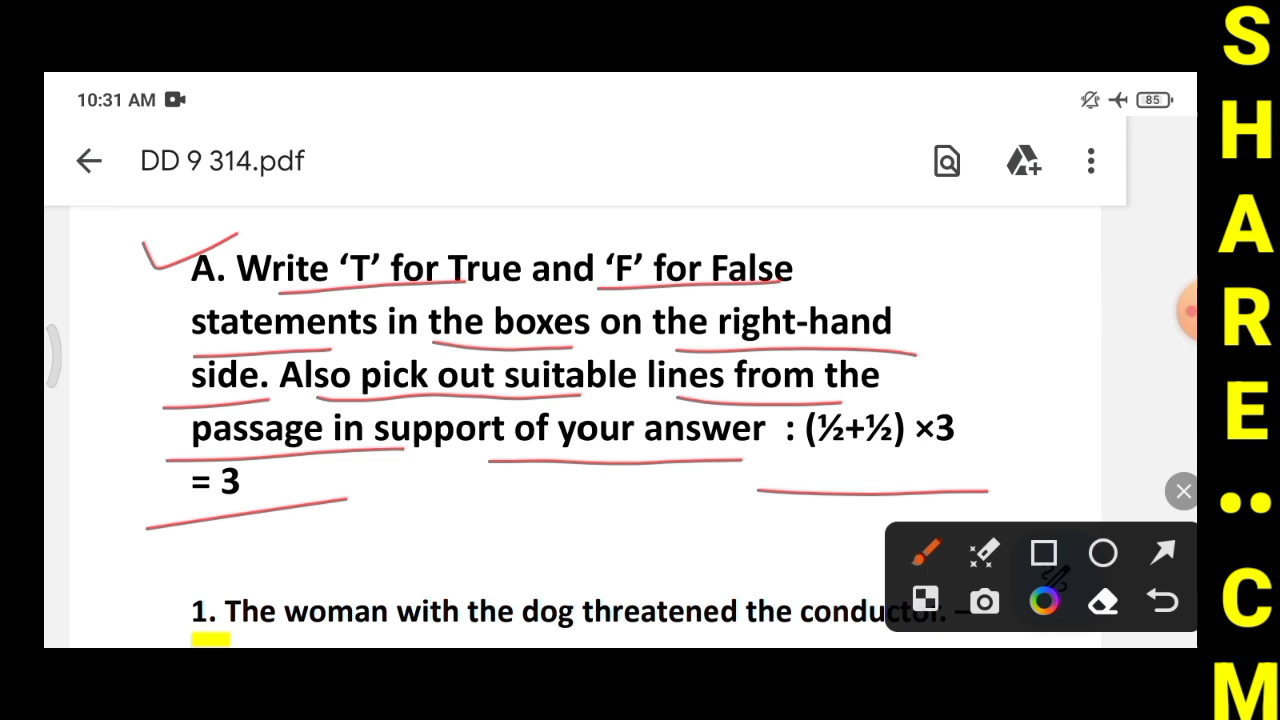 10:31 AM
85
DD 9 314.pdf
A. Write ‘T’ for True and ‘F’ for False
statements in the boxes on the right-hand
side. Also pick out suitable lines from the
passage in support of your answer : (½+½) ×3
= 3
1. The woman with the dog threatened the conductor. –
S
H
A
R
E
..
C
M